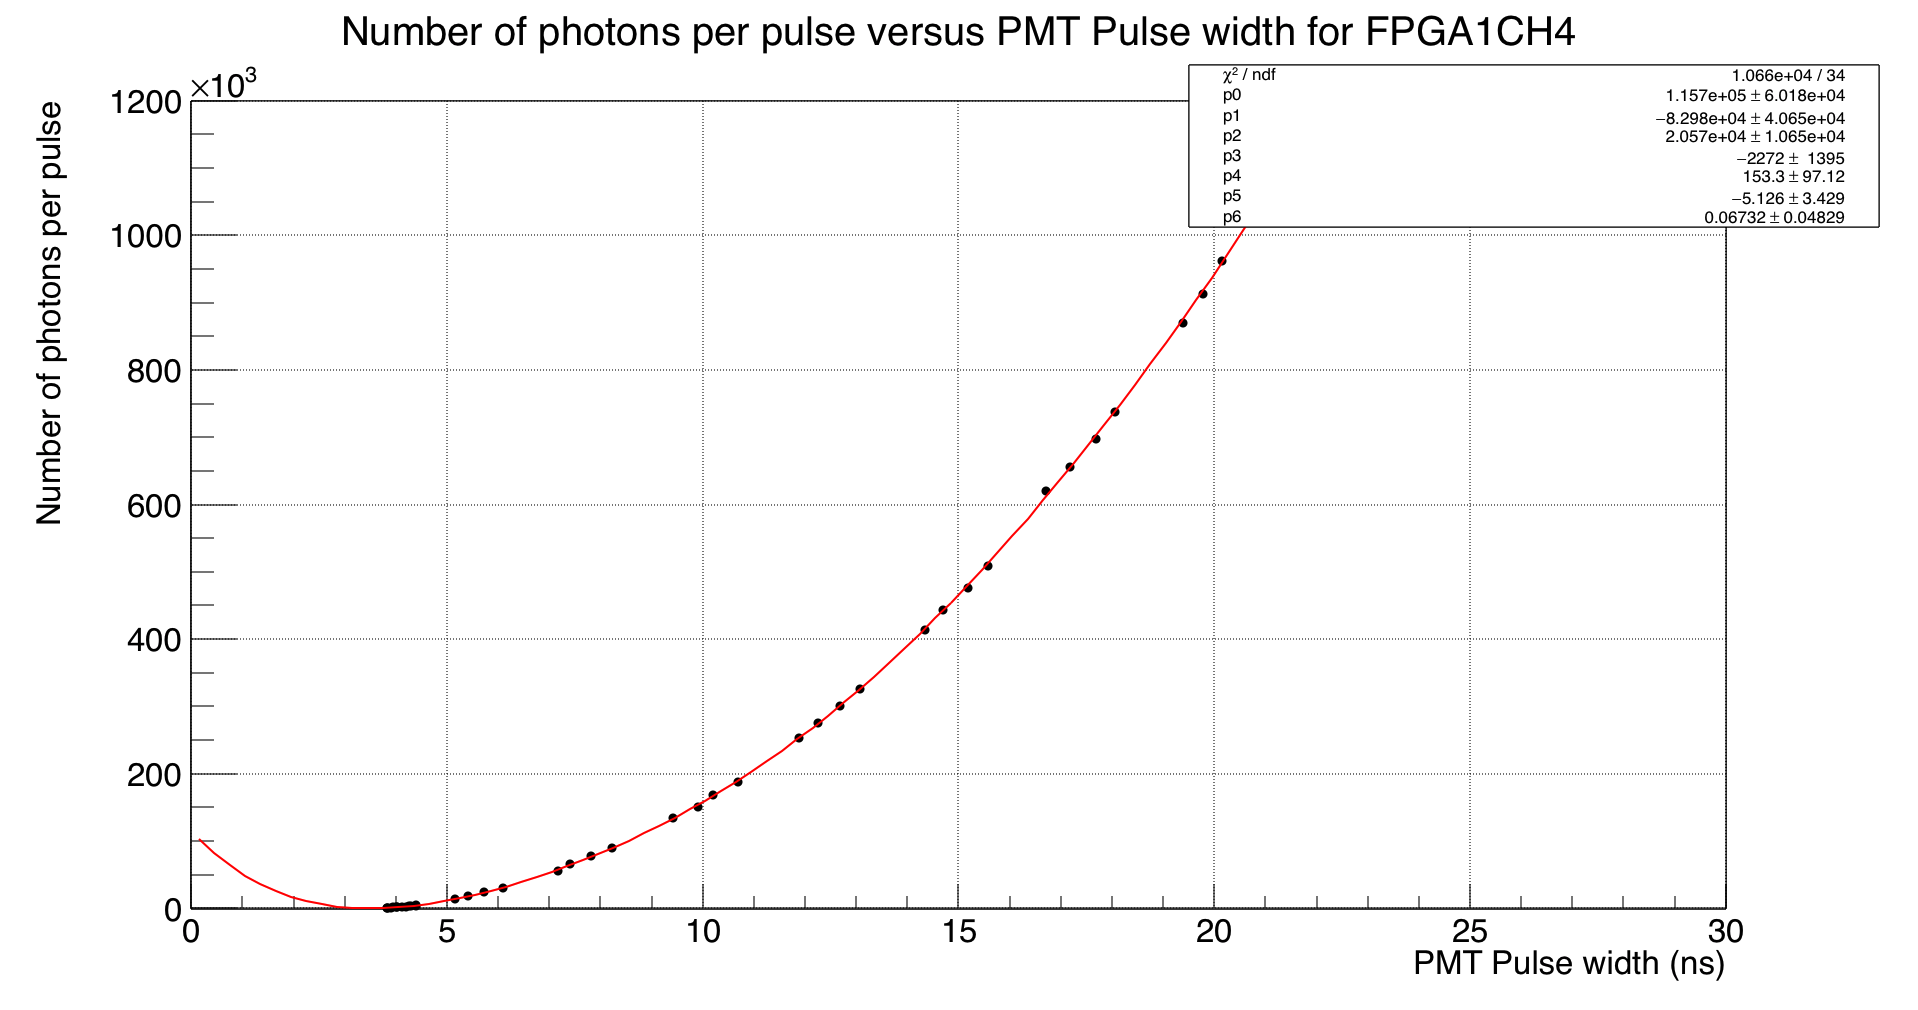 Number of photons per pulse versus PMT Pulse width for FPGA1CH4
×10³
χ² / ndf 1.066e+04 / 34
p0 1.157e+05 ± 6.018e+04
p1 −8.298e+04 ± 4.065e+04
p2 2.057e+04 ± 1.065e+04
p3 −2272 ± 1395
p4 153.3 ± 97.12
p5 −5.126 ± 3.429
p6 0.06732 ± 0.04829
Number of photons per pulse
1200
1000
800
600
400
200
0
0 5 10 15 20 25 30
PMT Pulse width (ns)